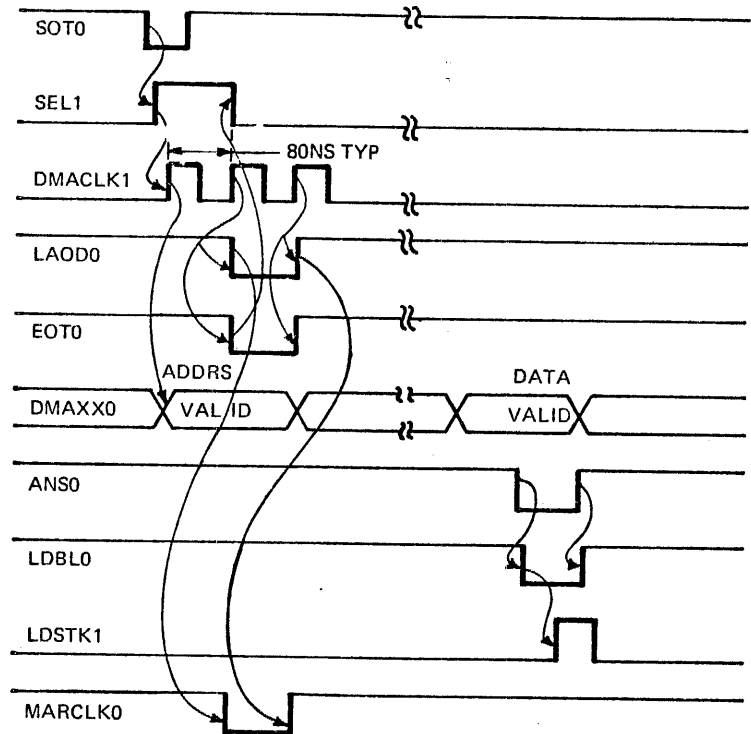 SOT0
SEL1
80NS TYP
DMACLK1
LAOD0
EOT0
ADDRS
DATA
DMAXX0
VALID
VALID
ANS0
LDBL0
LDSTK1
MARCLK0